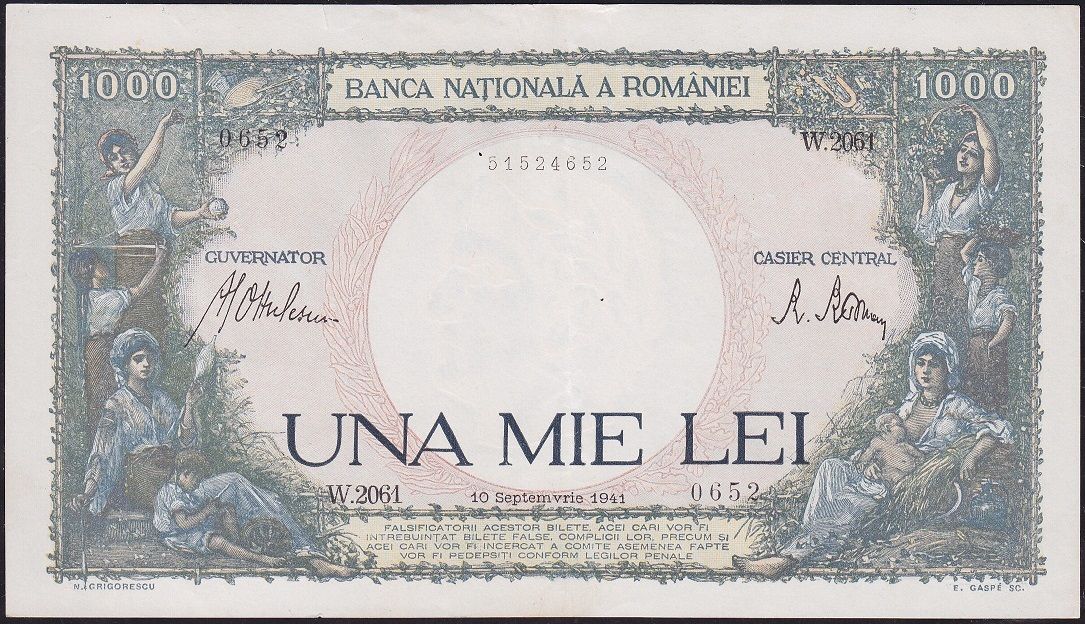 1000 BANCA NAȚIONALĂ A ROMÂNIEI 1000
0652 W.2061
51524652
GUVERNATOR CASIER CENTRAL
UNA MIE LEI
W.2061 10 Septemvrie 1941 0652
FALSIFICATORII ACESTOR BILETE, ACEI CARI VOR FI
INTREBUINȚAT BILETE FALSE, COMPLICII LOR, PRECUM ȘI
ACEI CARI VOR FI INCERCAT A COMITE ASEMENEA FAPTE
VOR FI PEDEPSIȚI CONFORM LEGILOR PENALE
N. GRIGORESCU E. GASPÉ SC.